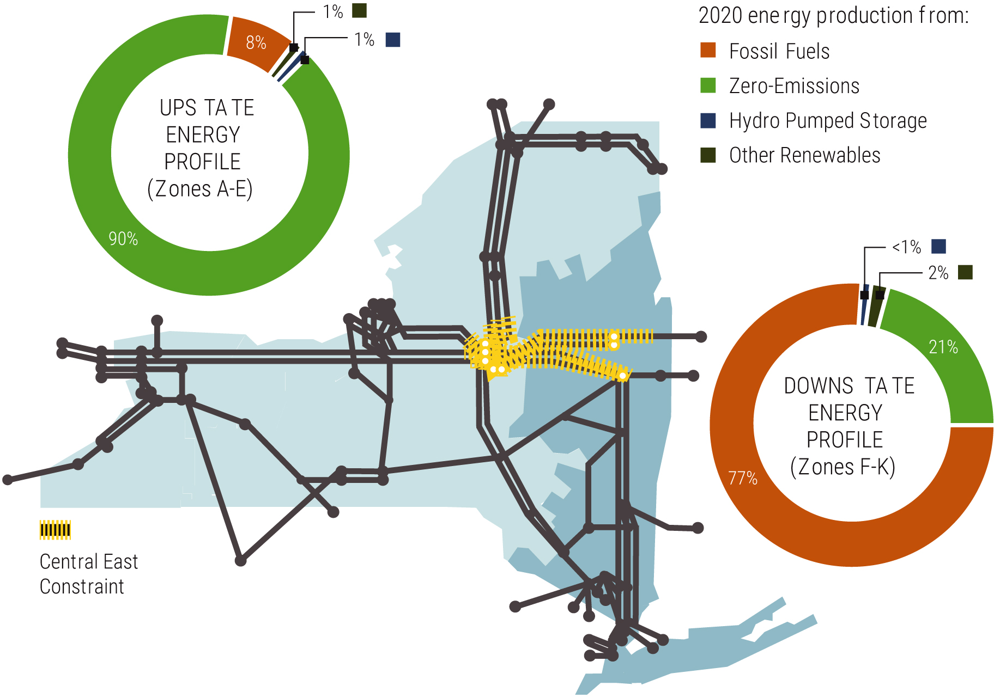 1%
1%
8%
UPSTATE
ENERGY
PROFILE
(Zones A-E)
90%
2020 energy production from:
Fossil Fuels
Zero-Emissions
Hydro Pumped Storage
Other Renewables
<1%
2%
21%
DOWNSTATE
ENERGY
PROFILE
(Zones F-K)
77%
Central East
Constraint